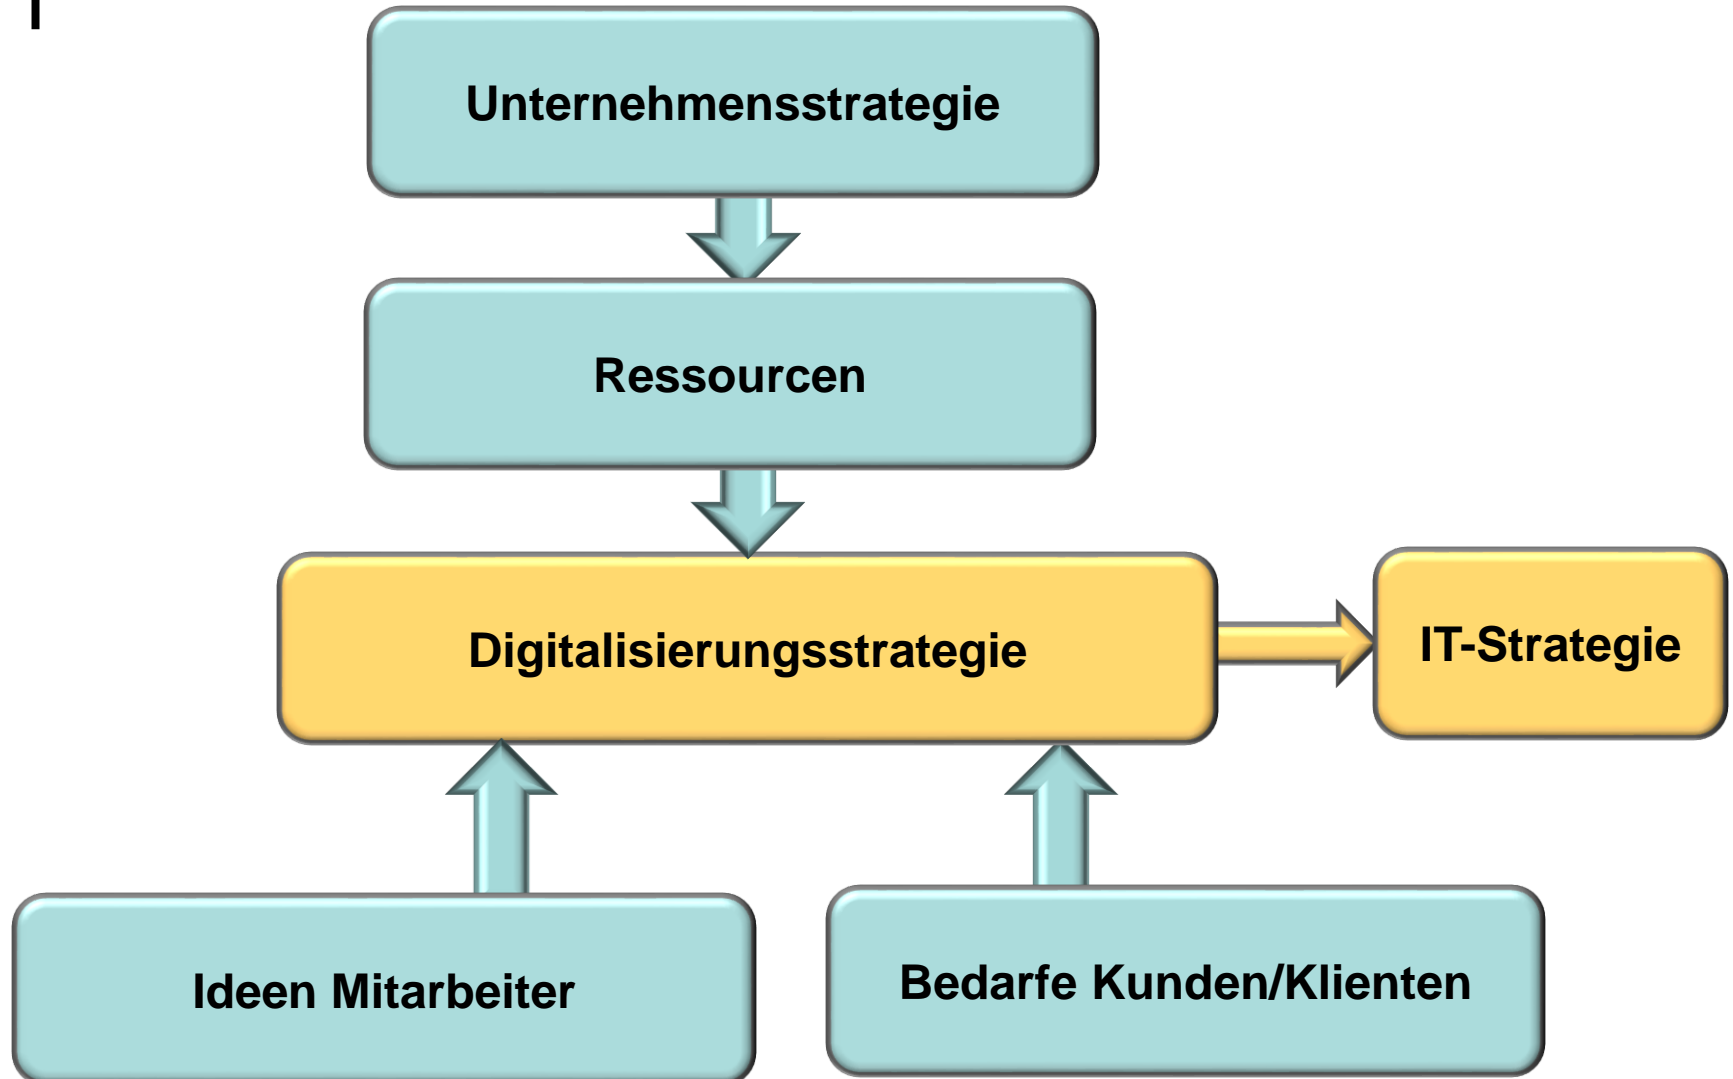 Unternehmensstrategie
Ressourcen
Digitalisierungsstrategie
IT-Strategie
Ideen Mitarbeiter
Bedarfe Kunden/Klienten